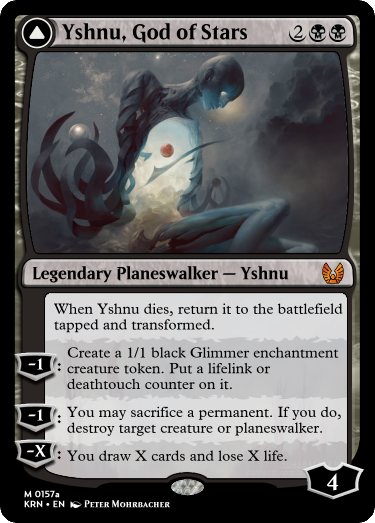 Yshnu, God of Stars 2
Legendary Planeswalker — Yshnu
When Yshnu dies, return it to the battlefield
tapped and transformed.
-1: Create a 1/1 black Glimmer enchantment
creature token. Put a lifelink or
deathtouch counter on it.
-1: You may sacrifice a permanent. If you do,
destroy target creature or planeswalker.
-X: You draw X cards and lose X life.
4
M 0157a
KRN • EN Peter Mohrbacher